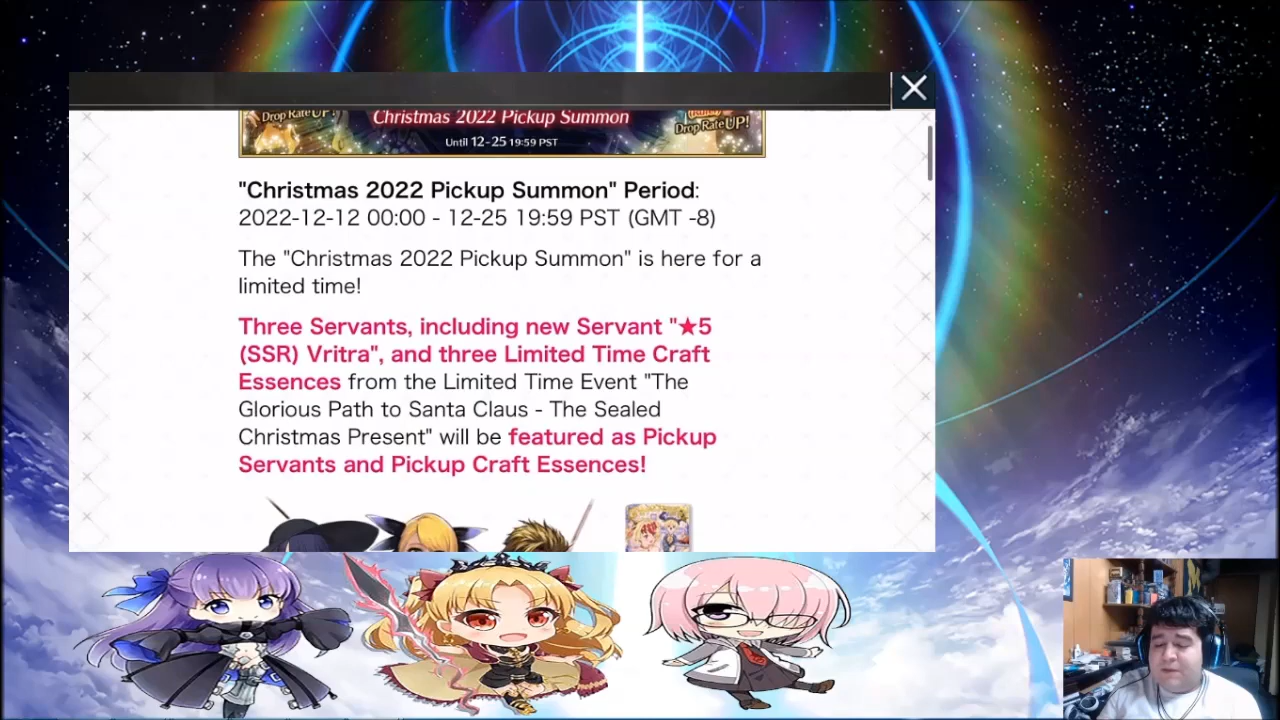 Drop Rate UP!
Christmas 2022 Pickup Summon
Drop Rate UP!
Until 12-25 19:59 PST
"Christmas 2022 Pickup Summon" Period:
2022-12-12 00:00 - 12-25 19:59 PST (GMT -8)
The "Christmas 2022 Pickup Summon" is here for a
limited time!
Three Servants, including new Servant "★5
(SSR) Vritra", and three Limited Time Craft
Essences from the Limited Time Event "The
Glorious Path to Santa Claus - The Sealed
Christmas Present" will be featured as Pickup
Servants and Pickup Craft Essences!